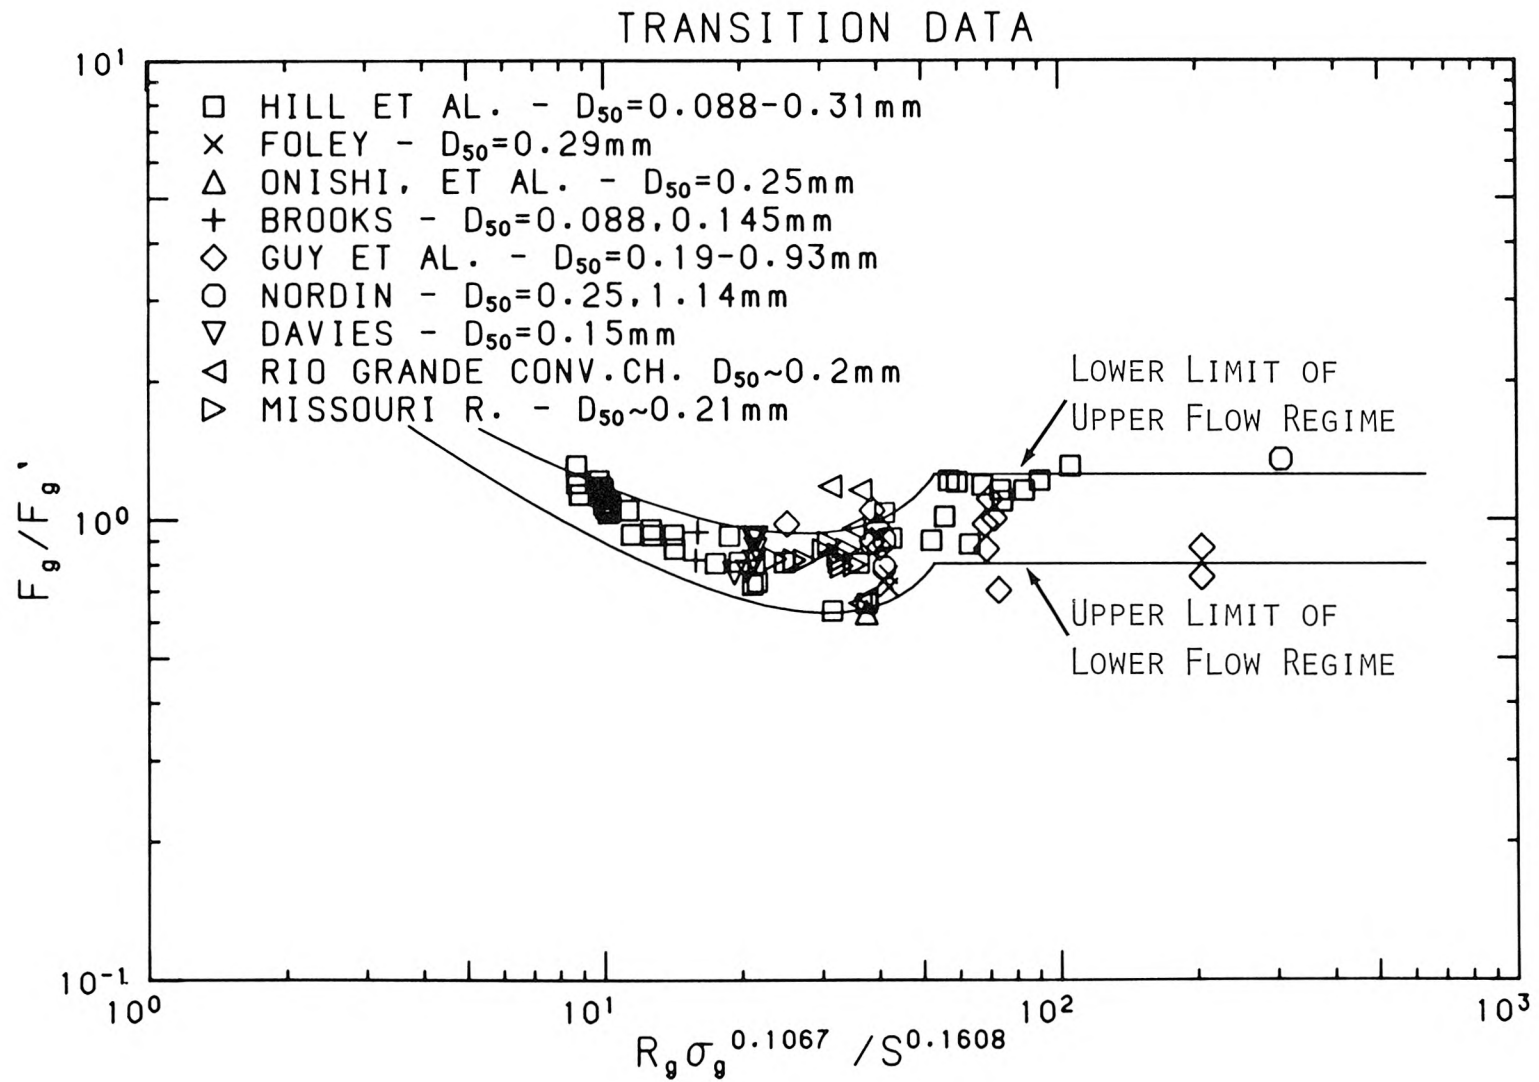 TRANSITION DATA
10¹
□ HILL ET AL. - D₅₀=0.088-0.31mm
× FOLEY - D₅₀=0.29mm
△ ONISHI, ET AL. - D₅₀=0.25mm
+ BROOKS - D₅₀=0.088,0.145mm
◇ GUY ET AL. - D₅₀=0.19-0.93mm
○ NORDIN - D₅₀=0.25,1.14mm
▽ DAVIES - D₅₀=0.15mm
◁ RIO GRANDE CONV.CH. D₅₀~0.2mm
▷ MISSOURI R. - D₅₀~0.21mm
LOWER LIMIT OF
UPPER FLOW REGIME
F_g/F_g'
10⁰
UPPER LIMIT OF
LOWER FLOW REGIME
10⁻¹
10⁰ 10¹ 10² 10³
R_g σ_g^0.1067 /S^0.1608